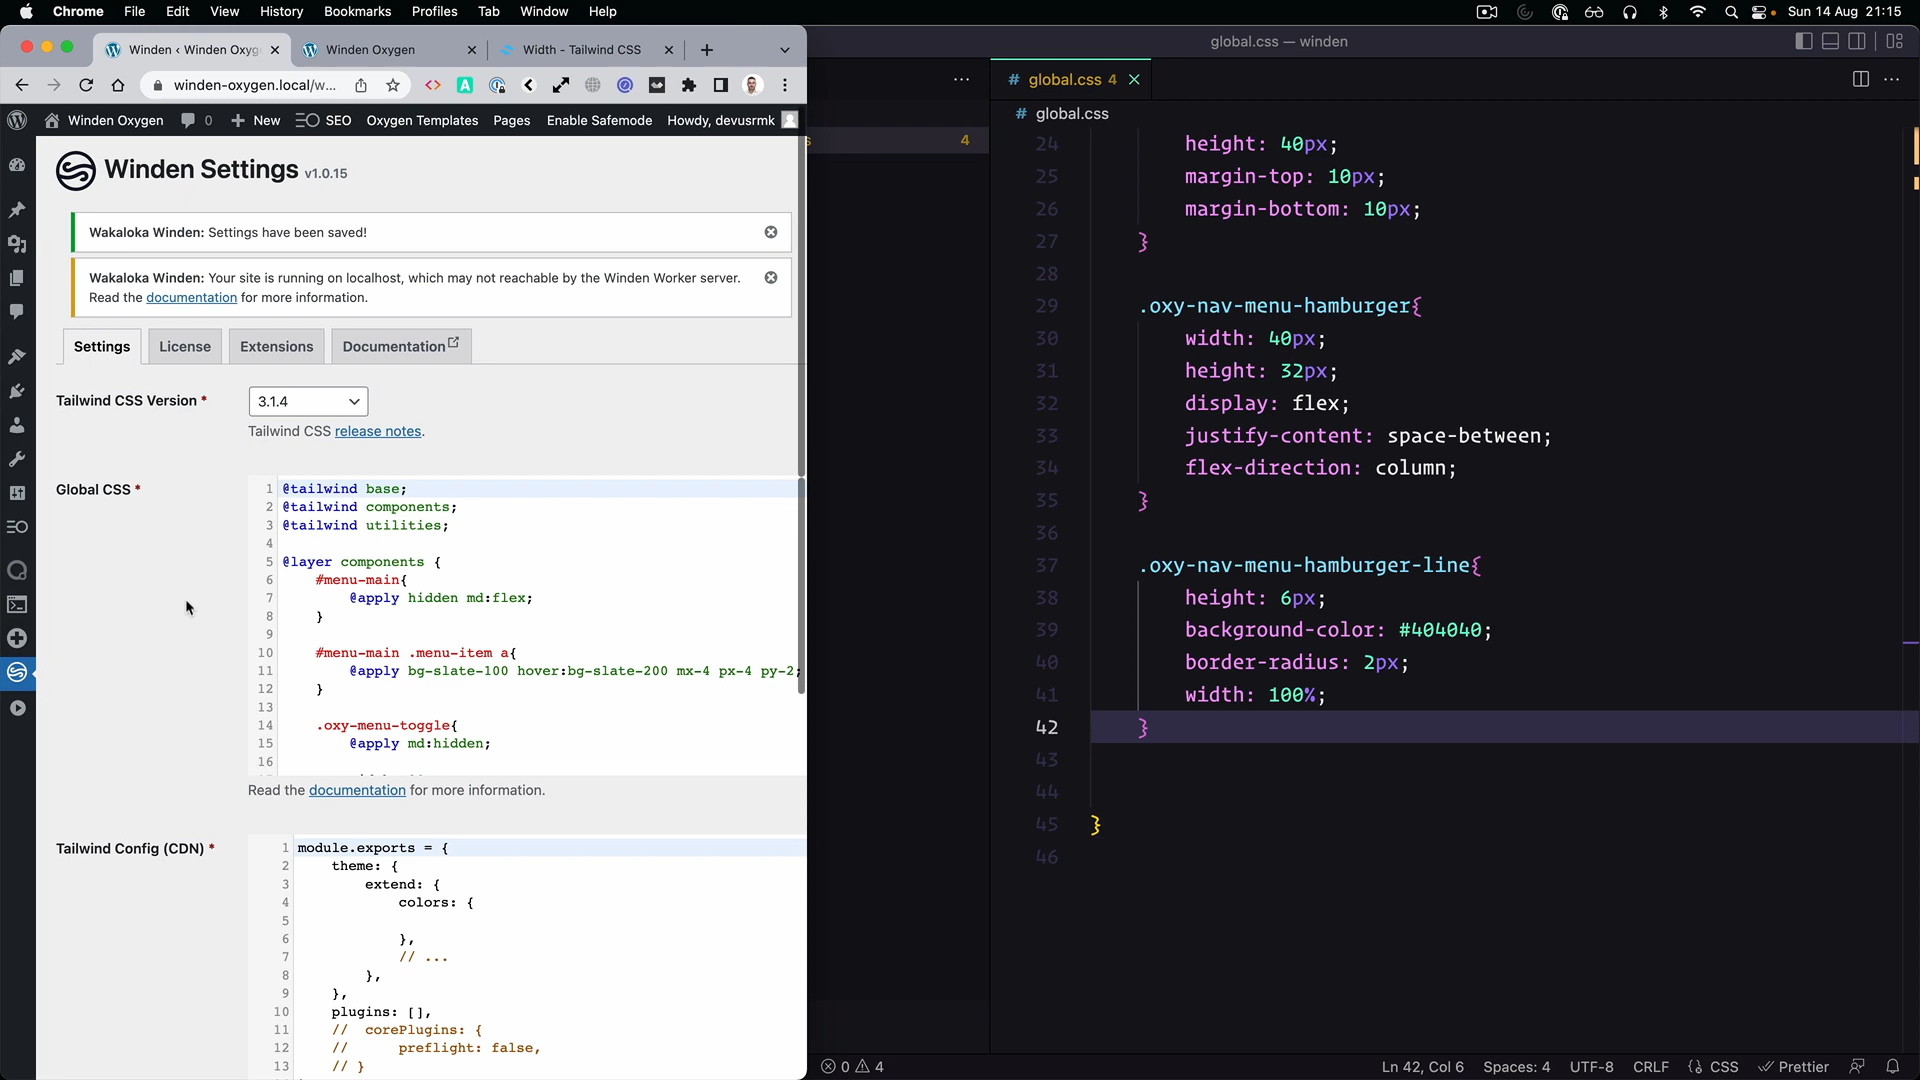 Chrome File Edit View History Bookmarks Profiles Tab Window Help Sun 14 Aug 21:15
Winden ‹ Winden Oxyg Winden Oxygen Width - Tailwind CSS
winden-oxygen.local/w...
Winden Oxygen 0 New SEO Oxygen Templates Pages Enable Safemode Howdy, devusrmk
Winden Settings v1.0.15
Wakaloka Winden: Settings have been saved!
Wakaloka Winden: Your site is running on localhost, which may not reachable by the Winden Worker server.
Read the documentation for more information.
Settings License Extensions Documentation
Tailwind CSS Version * 3.1.4
Tailwind CSS release notes.
Global CSS *
1 @tailwind base;
2 @tailwind components;
3 @tailwind utilities;
4
5 @layer components {
6 #menu-main{
7 @apply hidden md:flex;
8 }
9
10 #menu-main .menu-item a{
11 @apply bg-slate-100 hover:bg-slate-200 mx-4 px-4 py-2;
12 }
13
14 .oxy-menu-toggle{
15 @apply md:hidden;
16
Read the documentation for more information.
Tailwind Config (CDN) *
1 module.exports = {
2 theme: {
3 extend: {
4 colors: {
5
6 },
7 // ...
8 },
9 },
10 plugins: [],
11 // corePlugins: {
12 // preflight: false,
13 // }
global.css — winden
# global.css 4
# global.css
4
24 height: 40px;
25 margin-top: 10px;
26 margin-bottom: 10px;
27 }
28
29 .oxy-nav-menu-hamburger{
30 width: 40px;
31 height: 32px;
32 display: flex;
33 justify-content: space-between;
34 flex-direction: column;
35 }
36
37 .oxy-nav-menu-hamburger-line{
38 height: 6px;
39 background-color: #404040;
40 border-radius: 2px;
41 width: 100%;
42 }
43
44
45 }
46
0 4 Ln 42, Col 6 Spaces: 4 UTF-8 CRLF {} CSS Prettier